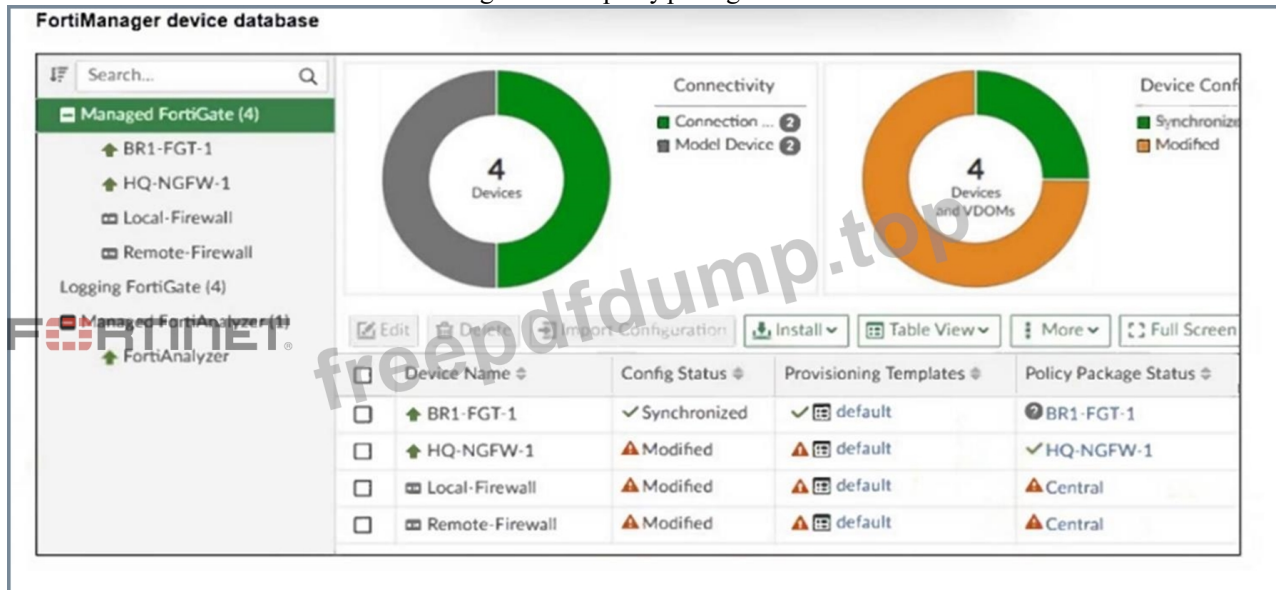 FortiManager device database
Search...
Managed FortiGate (4)
BR1-FGT-1
HQ-NGFW-1
Local-Firewall
Remote-Firewall
Logging FortiGate (4)
Managed FortiAnalyzer (1)
FortiAnalyzer
4
Devices
Connectivity
Connection ... 2
Model Device 2
4
Devices
and VDOMs
Device Conf
Synchronize
Modified
Edit Delete Import Configuration Install Table View More Full Screen
Device Name Config Status Provisioning Templates Policy Package Status
BR1-FGT-1 Synchronized default BR1-FGT-1
HQ-NGFW-1 Modified default HQ-NGFW-1
Local-Firewall Modified default Central
Remote-Firewall Modified default Central
FORTINET
freepdfdump.top